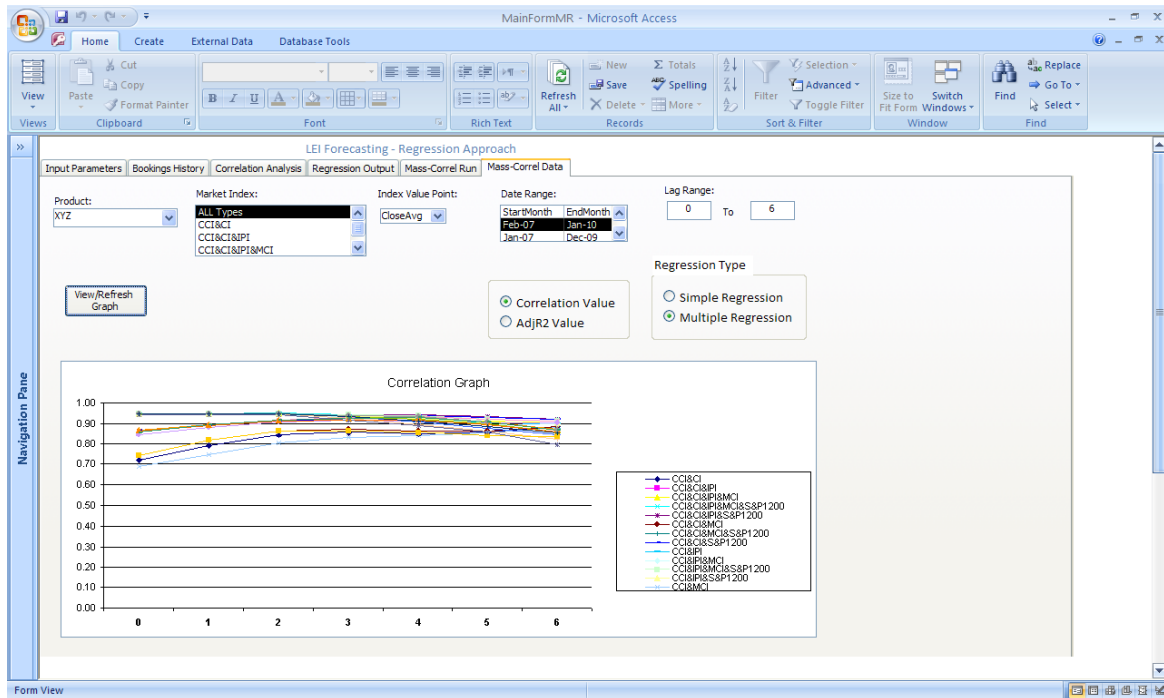 MainFormMR - Microsoft Access
Home Create External Data Database Tools
View
Views
Paste
Cut
Copy
Format Painter
Clipboard
B I U
Font
Rich Text
Refresh All
New
Save
Delete
Totals
Spelling
More
Records
Filter
Selection
Advanced
Toggle Filter
Sort & Filter
Size to Fit Form
Switch Windows
Window
Find
Replace
Go To
Select
Find
LEI Forecasting - Regression Approach
Input Parameters Bookings History Correlation Analysis Regression Output Mass-Correl Run Mass-Correl Data
Product:
XYZ
Market Index:
ALL Types
CCI&CI
CCI&CI&IPI
CCI&CI&IPI&MCI
Index Value Point:
CloseAvg
Date Range:
StartMonth EndMonth
Feb-07 Jan-10
Jan-07 Dec-09
Lag Range:
0 To 6
View/Refresh
Graph
Correlation Value
AdjR2 Value
Regression Type
Simple Regression
Multiple Regression
Navigation Pane
Correlation Graph
1.00
0.90
0.80
0.70
0.60
0.50
0.40
0.30
0.20
0.10
0.00
0 1 2 3 4 5 6
CCI&CI
CCI&CI&IPI
CCI&CI&IPI&MCI
CCI&CI&IPI&MCI&S&P1200
CCI&CI&IPI&S&P1200
CCI&CI&MCI
CCI&CI&MCI&S&P1200
CCI&CI&S&P1200
CCI&IPI
CCI&IPI&MCI
CCI&IPI&MCI&S&P1200
CCI&IPI&S&P1200
CCI&MCI
Form View